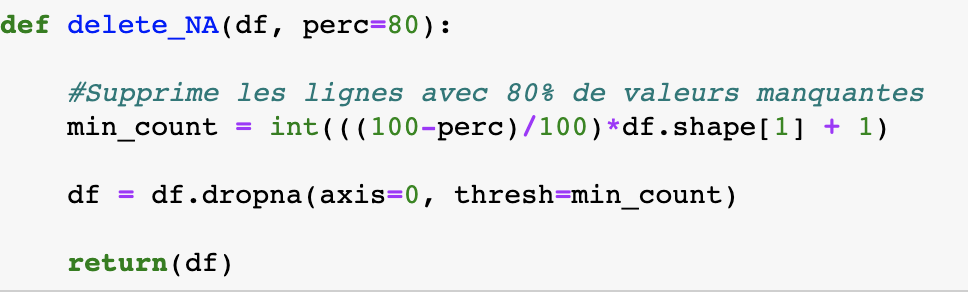 def delete_NA(df, perc=80):
#Supprime les lignes avec 80% de valeurs manquantes
min_count = int(((100-perc)/100)*df.shape[1] + 1)
df = df.dropna(axis=0, thresh=min_count)
return(df)